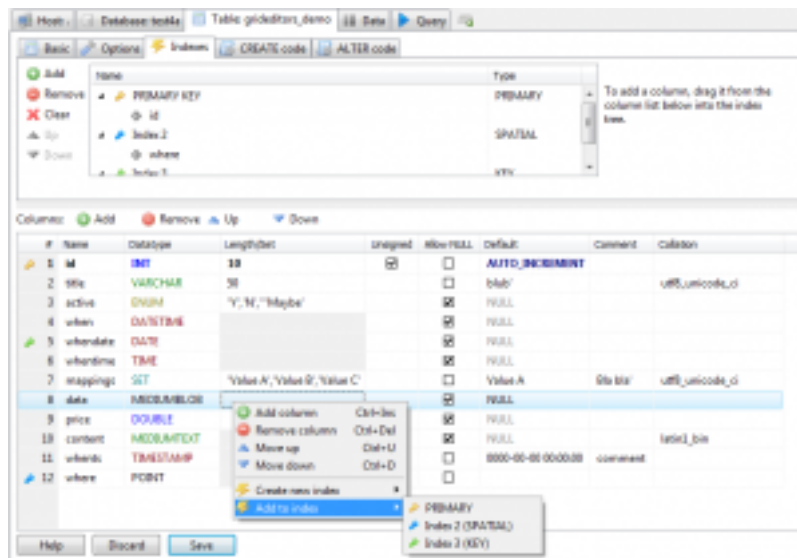 Host: Database: Table: grideditors_demo Data Query
Basic Options Indexes CREATE code ALTER code
Add
Remove
Clear
Up
Down
Name Type
PRIMARY KEY PRIMARY
id
Index 2 SPATIAL
where
Index 3 KEY
To add a column, drag it from the
column list below into the index
tree.
Columns: Add Remove Up Down
# Name Datatype Length/Set Unsigned Allow NULL Default Comment Collation
1 id INT 10 AUTO_INCREMENT
2 title VARCHAR 50 blub' utf8_unicode_ci
3 active ENUM 'Y','N','''Maybe' NULL
4 when DATETIME NULL
5 whendate DATE NULL
6 whentime TIME NULL
7 mappings SET 'Value A','Value B','Value C' Value A Bla bla' utf8_unicode_ci
8 data MEDIUMBLOB NULL
9 price DOUBLE NULL
10 content MEDIUMTEXT NULL latin1_bin
11 whents TIMESTAMP 0000-00-00 00:00:00 comment
12 where POINT
Add column Ctrl+Ins
Remove column Ctrl+Del
Move up Ctrl+U
Move down Ctrl+D
Create new index
Add to index
PRIMARY
Index 2 (SPATIAL)
Index 3 (KEY)
Help Discard Save